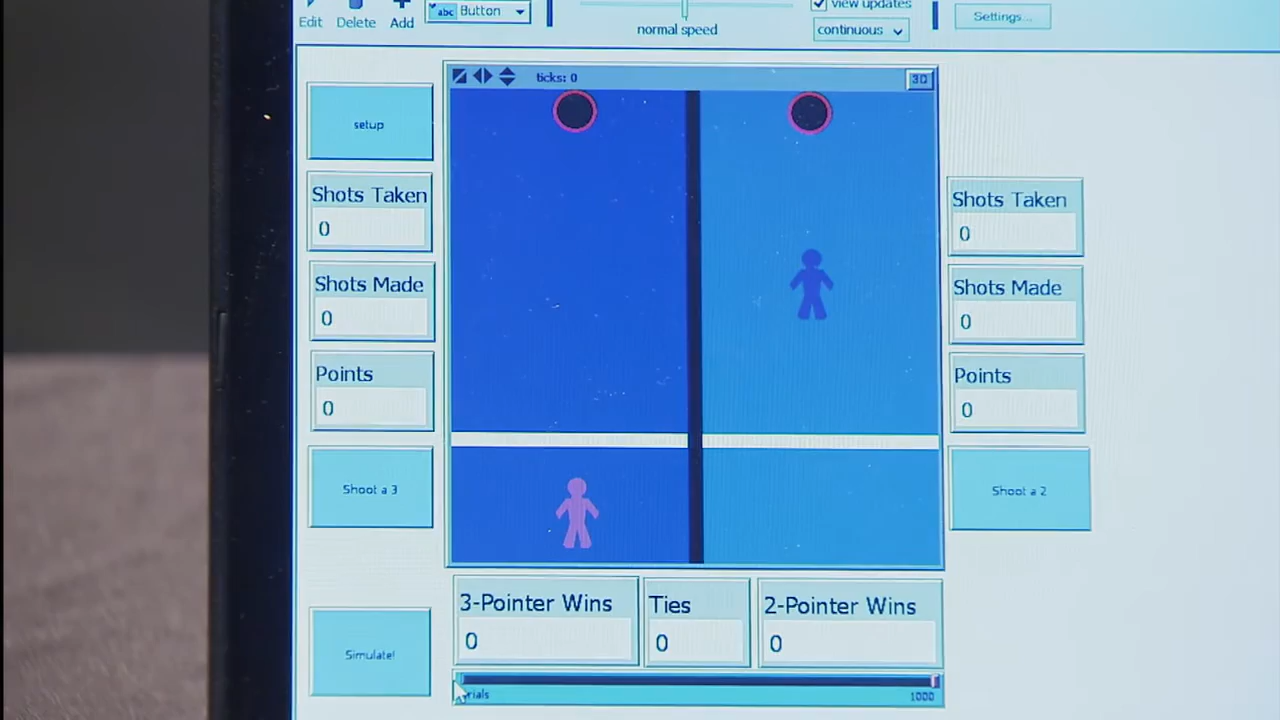 Edit
Delete
Add
abc Button
normal speed
view updates
continuous
Settings...
ticks: 0
3D
setup
Shots Taken
0
Shots Made
0
Points
0
Shoot a 3
Shots Taken
0
Shots Made
0
Points
0
Shoot a 2
3-Pointer Wins
0
Ties
0
2-Pointer Wins
0
Simulate!
1000